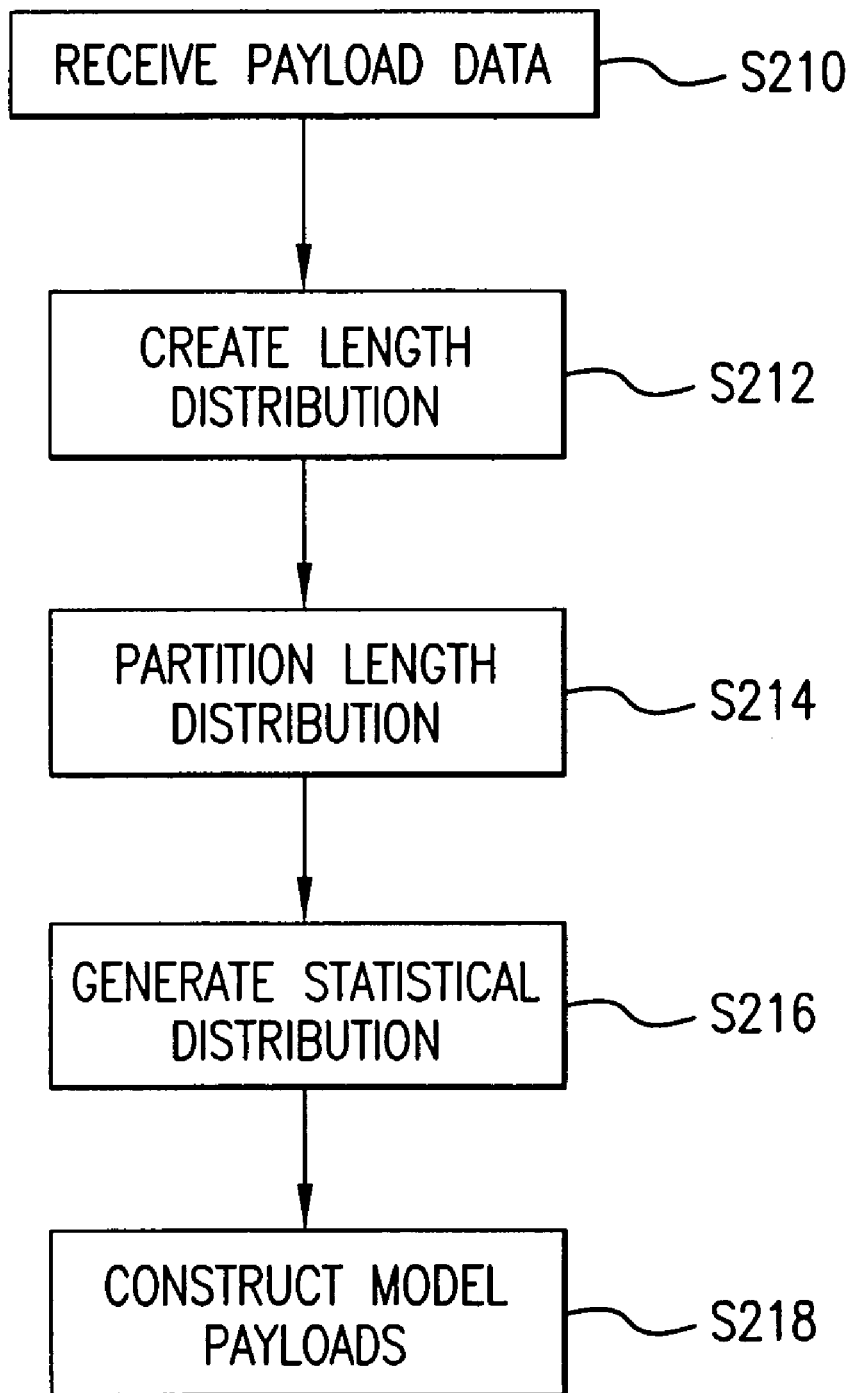 RECEIVE PAYLOAD DATA
S210
CREATE LENGTH
DISTRIBUTION
S212
PARTITION LENGTH
DISTRIBUTION
S214
GENERATE STATISTICAL
DISTRIBUTION
S216
CONSTRUCT MODEL
PAYLOADS
S218